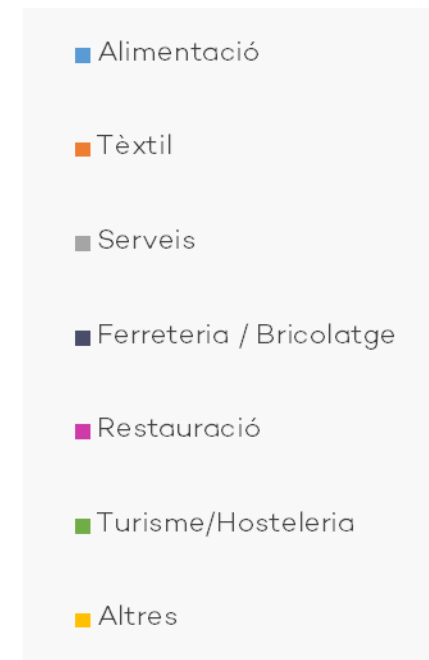 Alimentació
Tèxtil
Serveis
Ferreteria / Bricolatge
Restauració
Turisme/Hosteleria
Altres